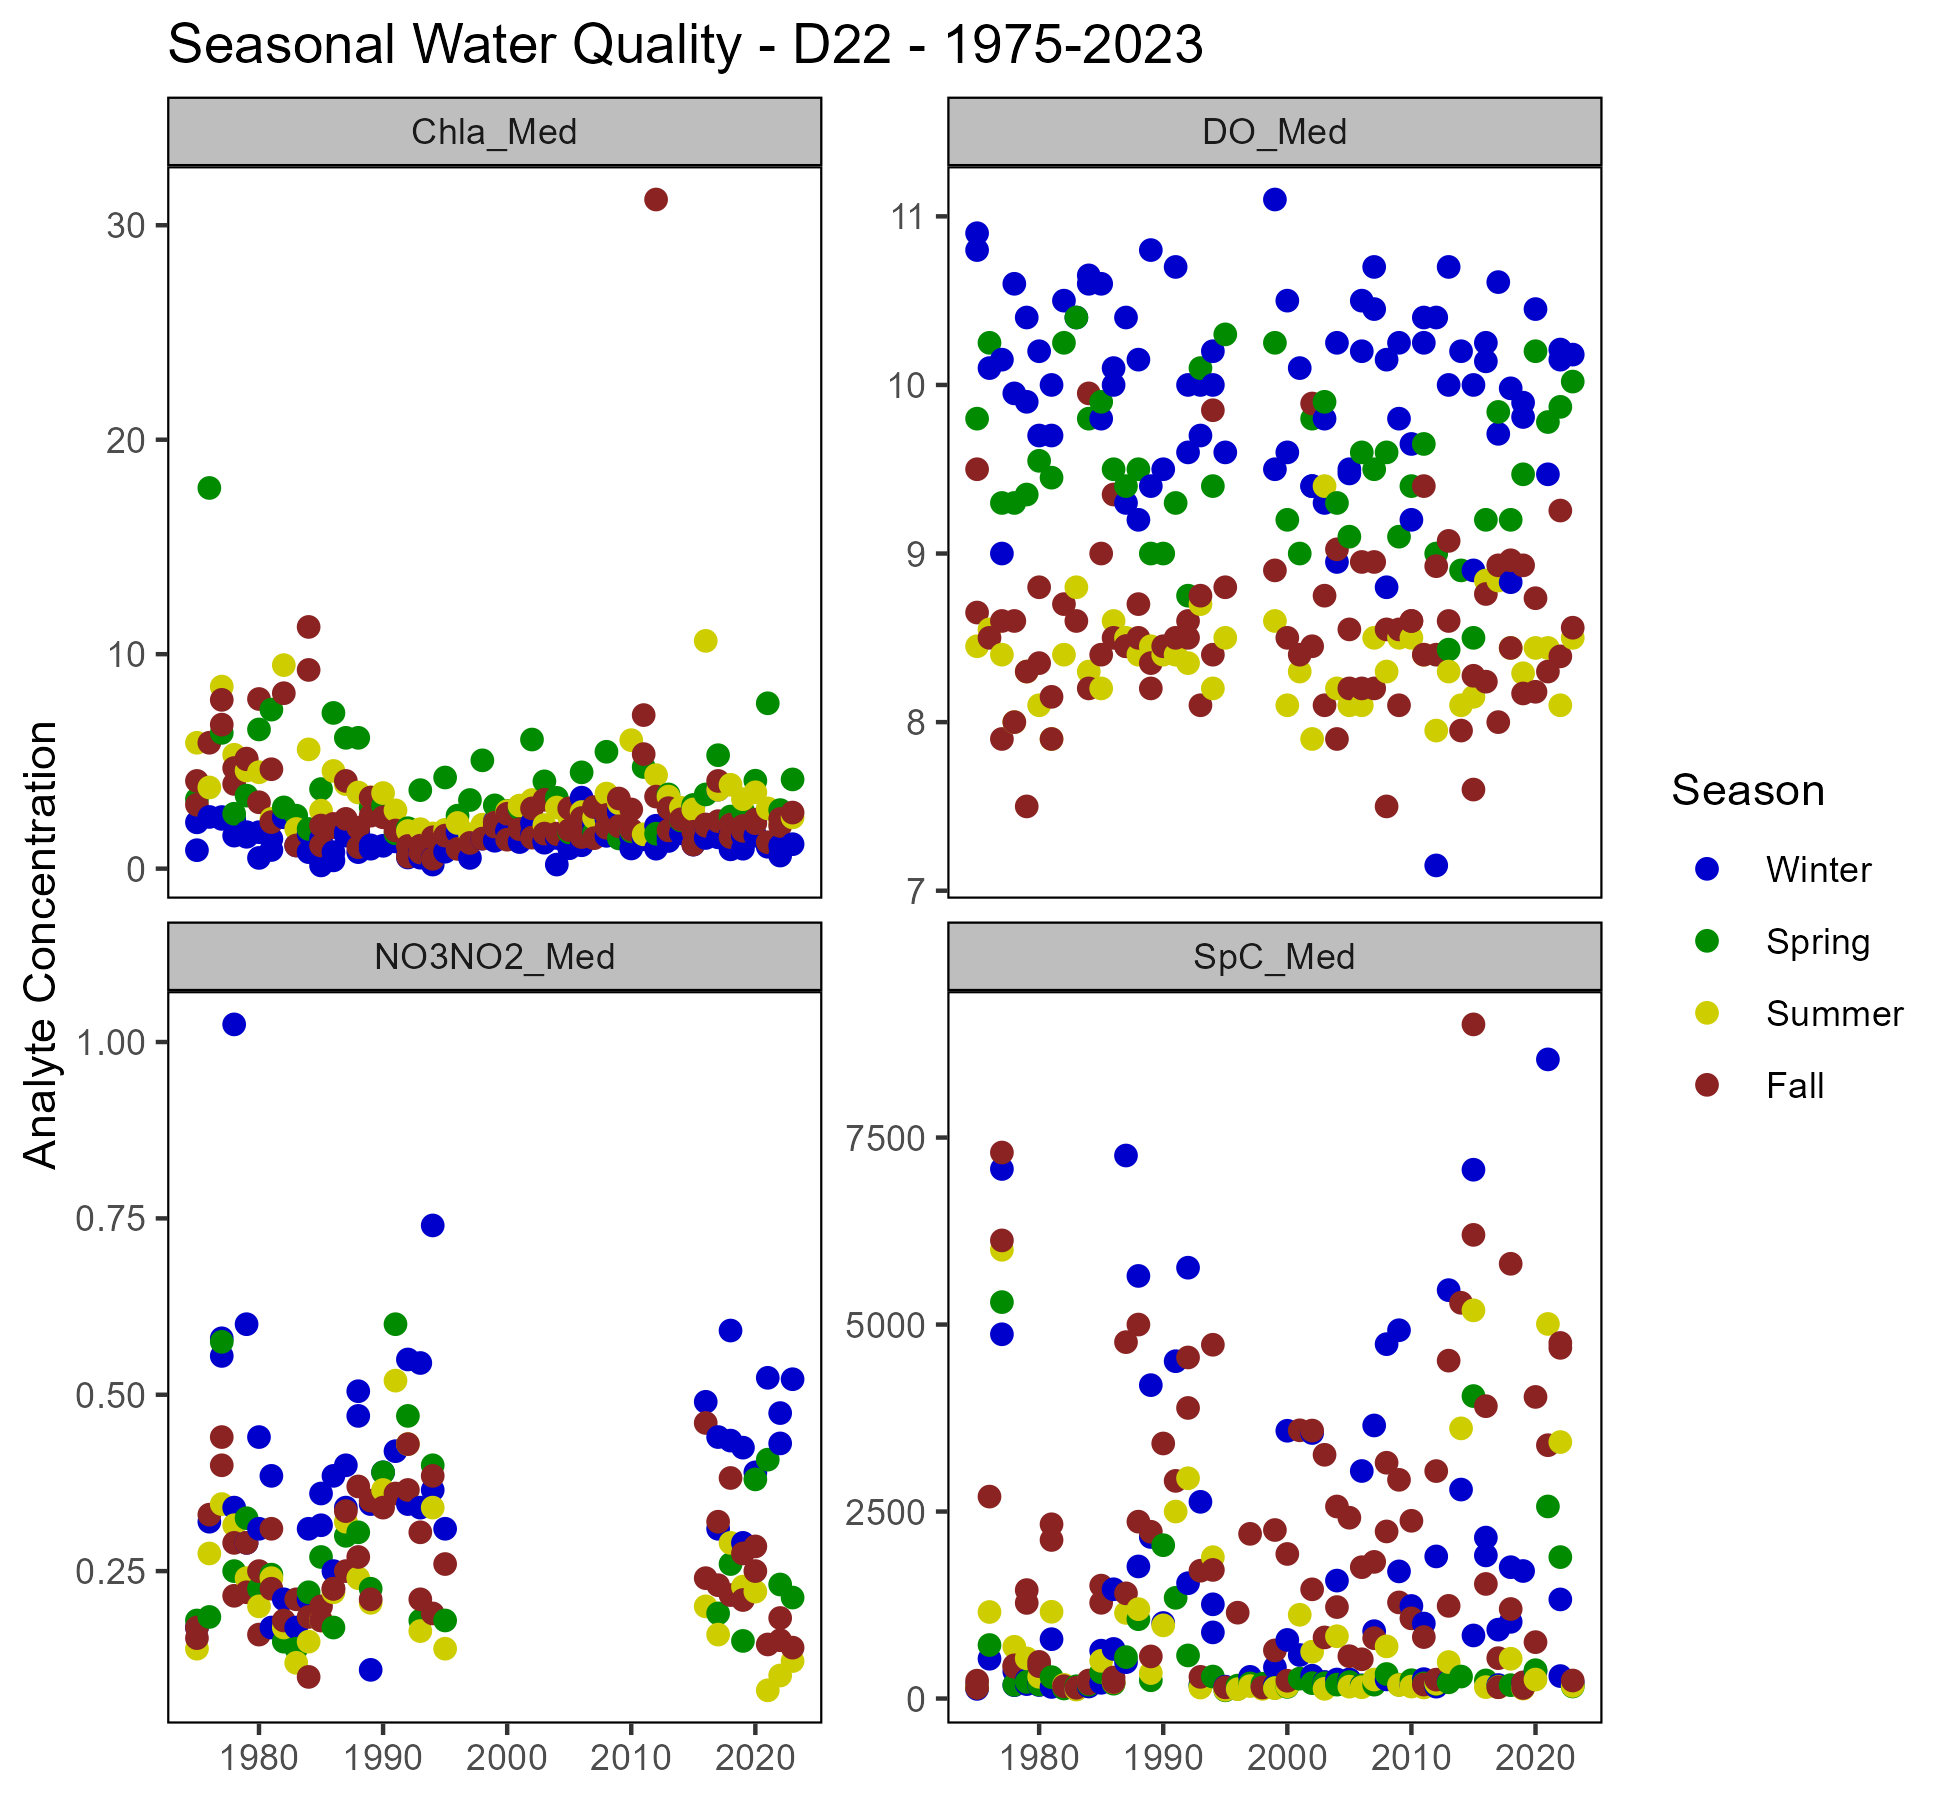 Seasonal Water Quality - D22 - 1975-2023
Chla_Med
DO_Med
30
20
10
0
11
10
9
8
7
Analyte Concentration
NO3NO2_Med
SpC_Med
1.00
0.75
0.50
0.25
7500
5000
2500
0
1980 1990 2000 2010 2020
1980 1990 2000 2010 2020
Season
Winter
Spring
Summer
Fall